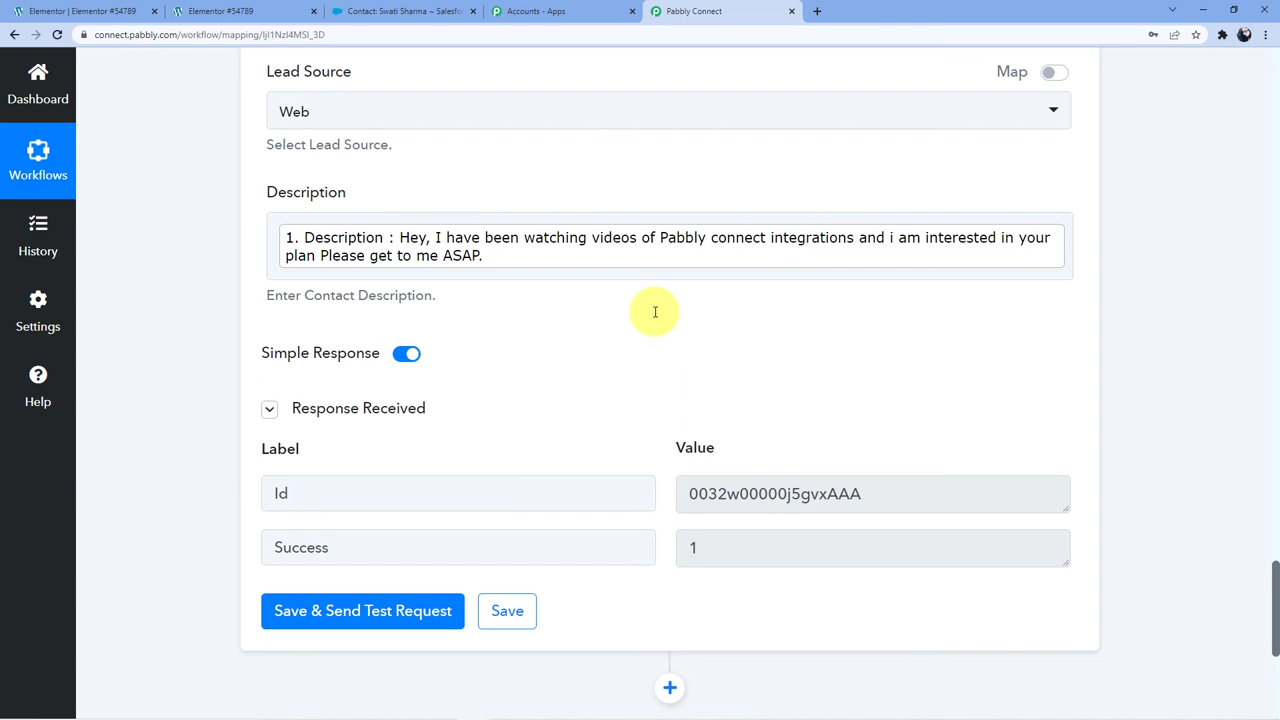 Elementor | Elementor #54789
Elementor #54789
Contact: Swati Sharma ~ Salesfo
Accounts - Apps
Pabbly Connect
connect.pabbly.com/workflow/mapping/IjI1NzI4MSI_3D
Dashboard
Workflows
History
Settings
Help
Lead Source
Map
Web
Select Lead Source.
Description
1. Description : Hey, I have been watching videos of Pabbly connect integrations and i am interested in your
plan Please get to me ASAP.
Enter Contact Description.
Simple Response
Response Received
Label
Value
Id
0032w00000j5gvxAAA
Success
1
Save & Send Test Request
Save